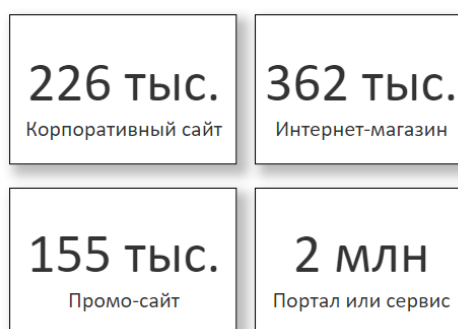 226 тыс.
Корпоративный сайт
362 тыс.
Интернет-магазин
155 тыс.
Промо-сайт
2 млн
Портал или сервис